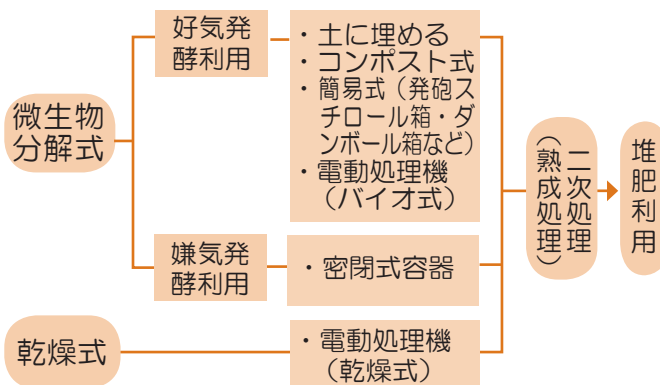 微生物
分解式
好気発
酵利用
・土に埋める
・コンポスト式
・簡易式（発砲ス
チロール箱・ダ
ンボール箱など）
・電動処理機
（バイオ式）
嫌気発
酵利用
・密閉式容器
乾燥式
・電動処理機
（乾燥式）
二次処理
（熟成処理）
堆肥利用